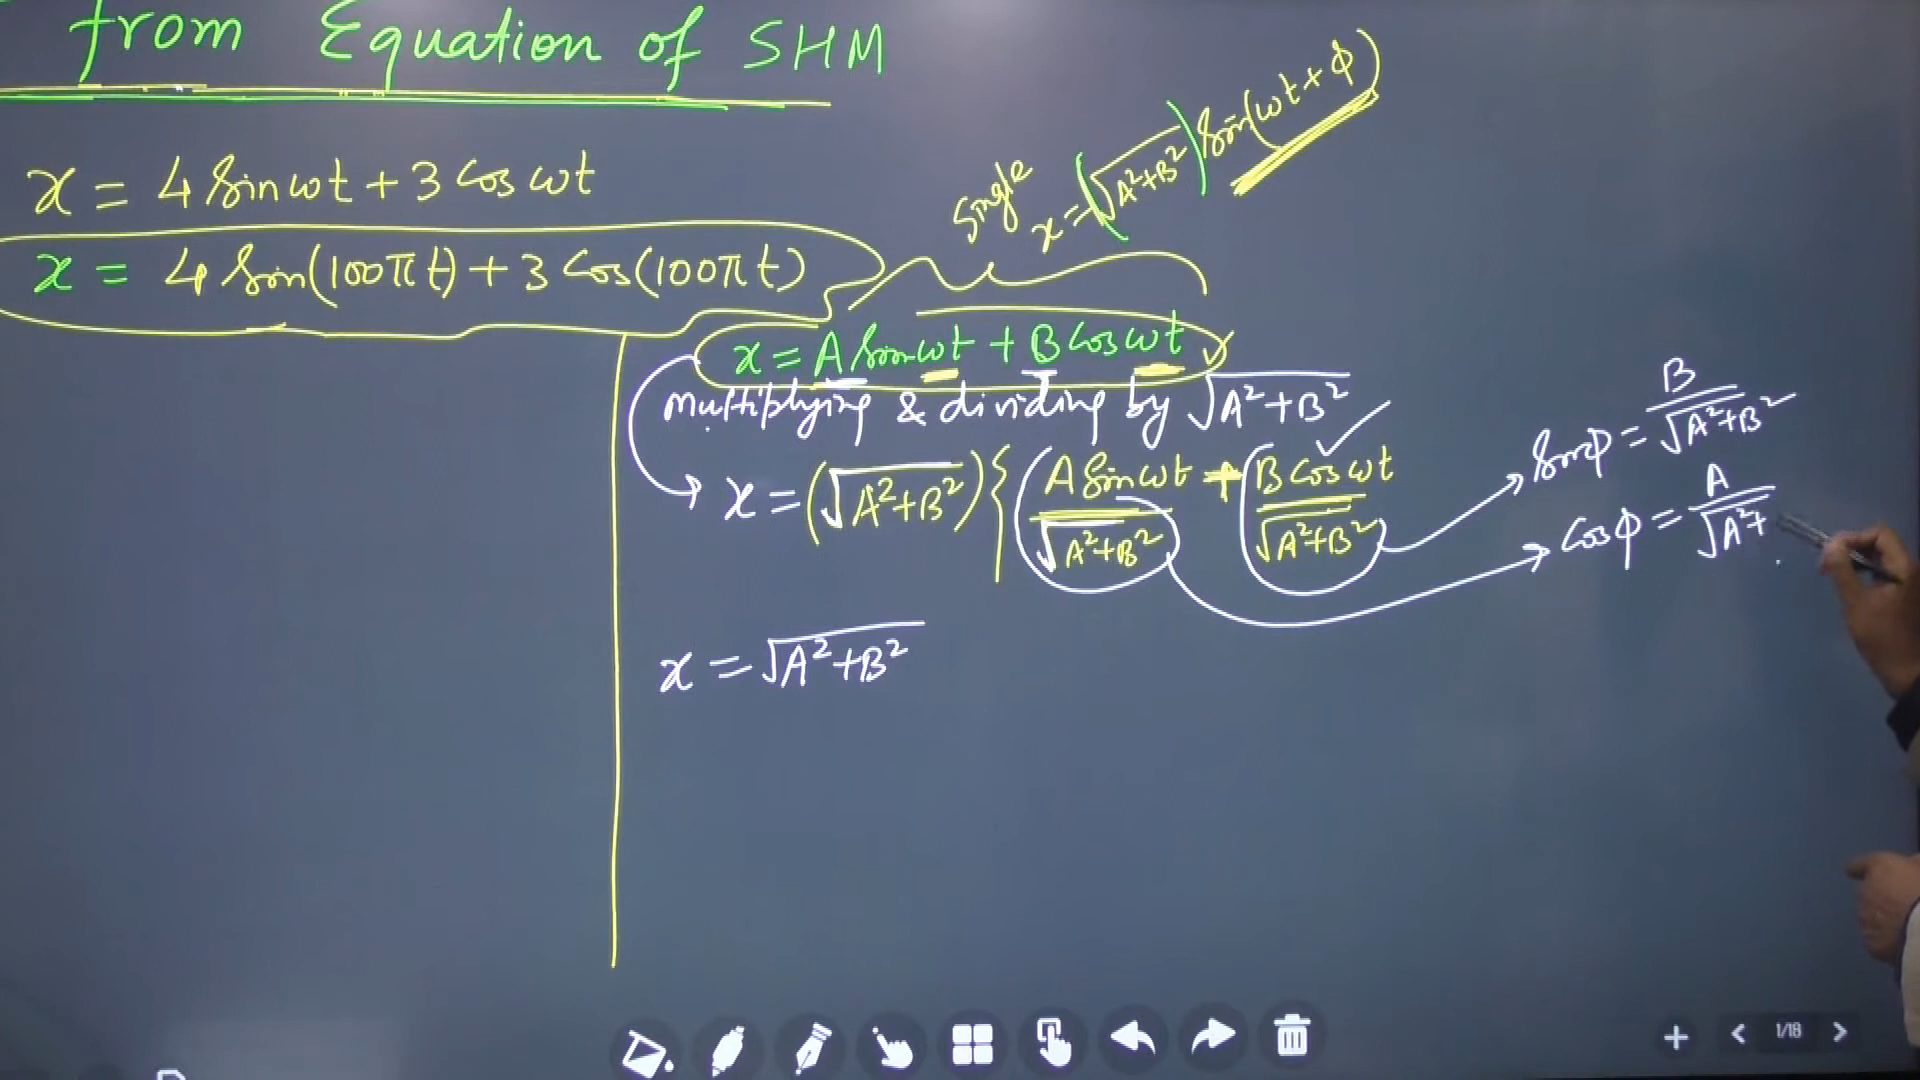 from Equation of SHM
x = 4 Sin ωt + 3 Cos ωt
x = 4 Sin(100πt) + 3 Cos(100πt)
Single x = (√A²+B²) Sin(ωt + φ)
x = A Sin ωt + B Cos ωt
Multiplying & dividing by √A²+B²
x = (√A²+B²) { A Sin ωt / √A²+B² + B Cos ωt / √A²+B²
Sin φ = B / √A²+B²
Cos φ = A / √A²+
x = √A²+B²
1/18